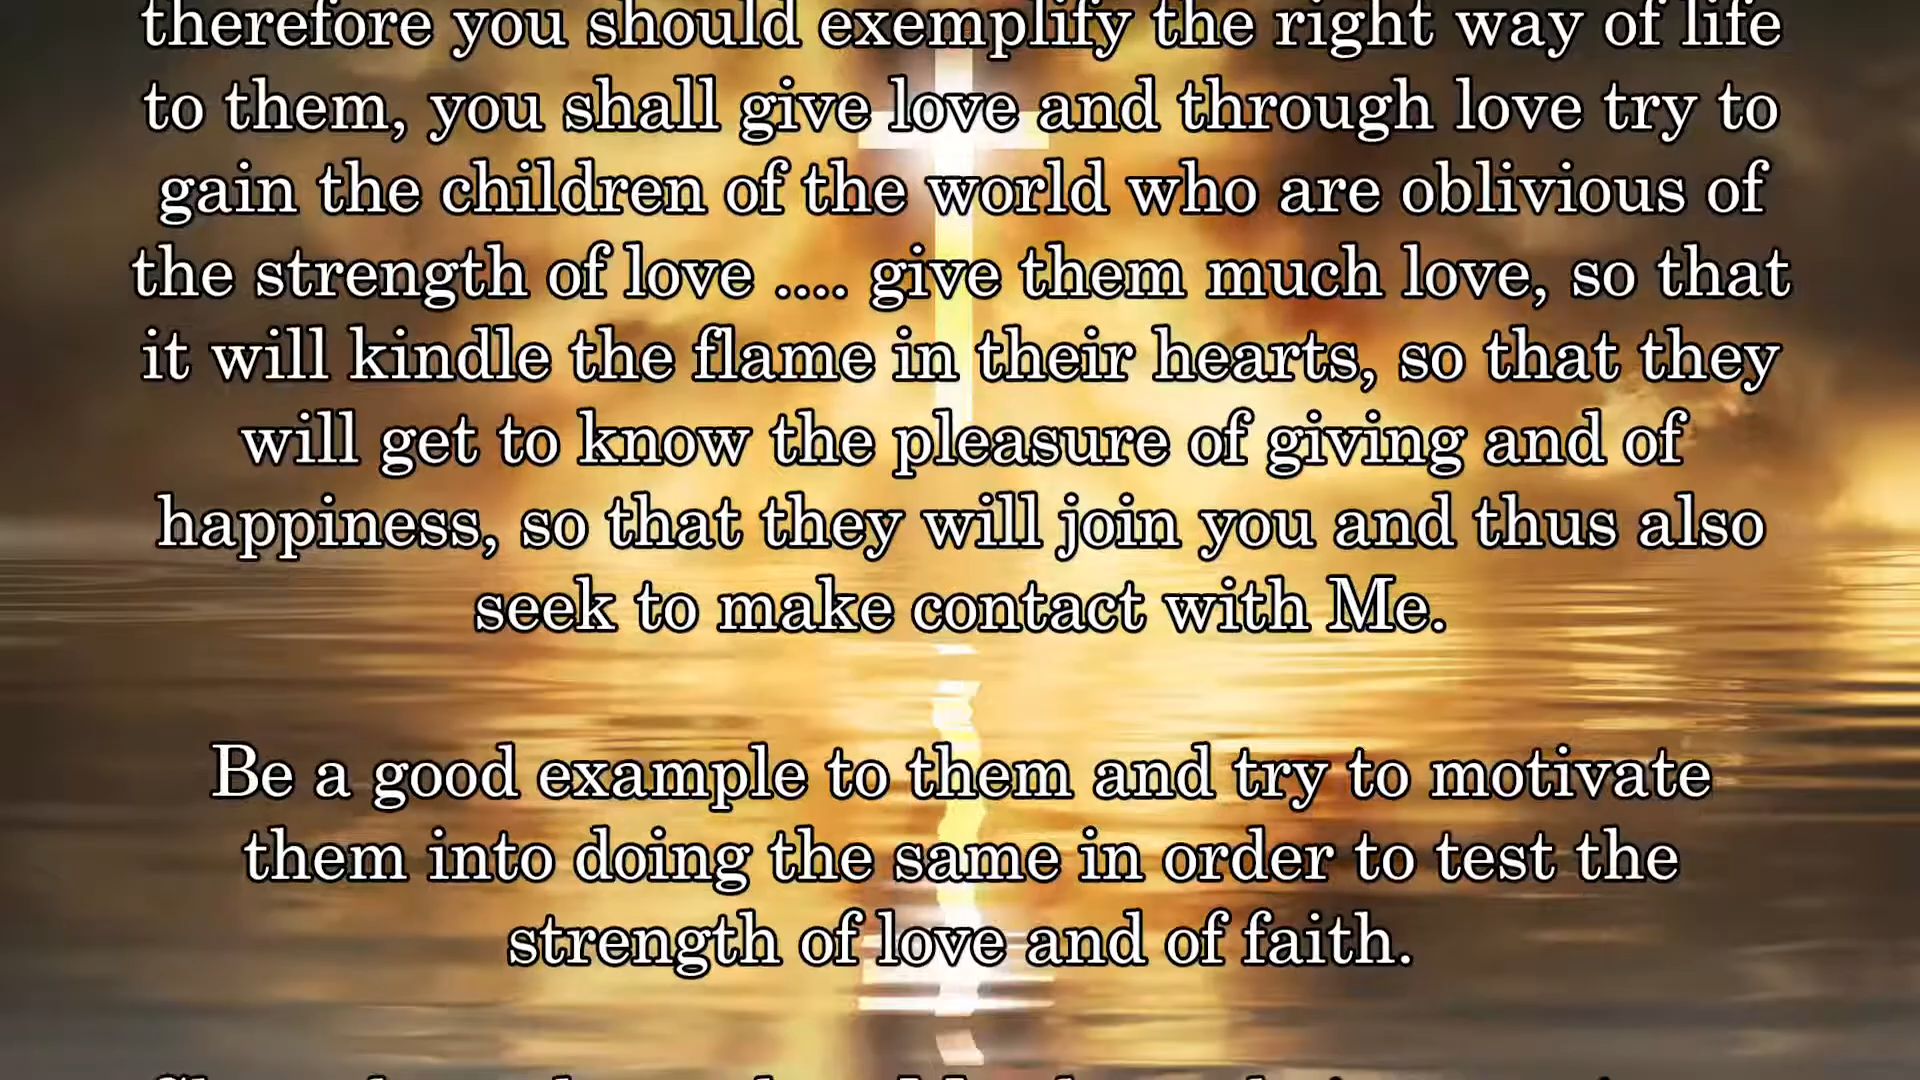 therefore you should exemplify the right way of life
to them, you shall give love and through love try to
gain the children of the world who are oblivious of
the strength of love .... give them much love, so that
it will kindle the flame in their hearts, so that they
will get to know the pleasure of giving and of
happiness, so that they will join you and thus also
seek to make contact with Me.
Be a good example to them and try to motivate
them into doing the same in order to test the
strength of love and of faith.